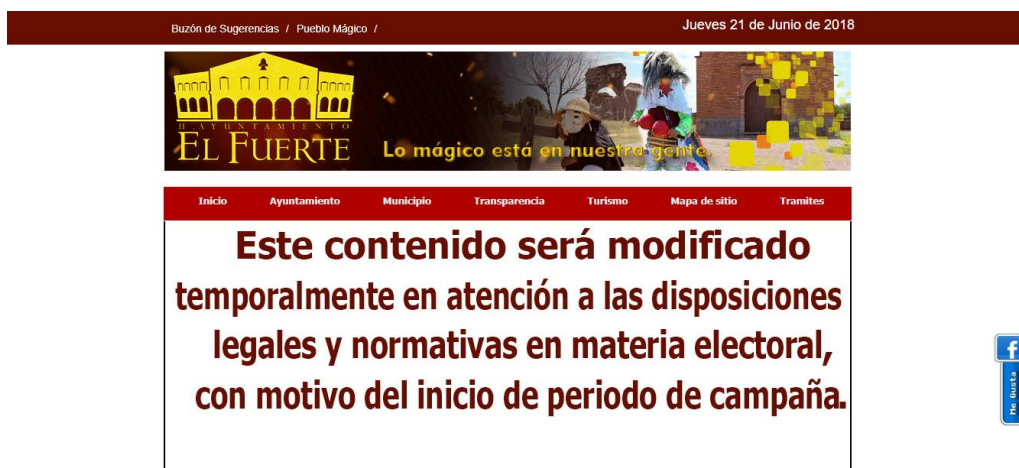 Buzón de Sugerencias / Pueblo Mágico /
Jueves 21 de Junio de 2018
H. AYUNTAMIENTO
EL FUERTE
Lo mágico está en nuestra gente.
Inicio Ayuntamiento Municipio Transparencia Turismo Mapa de sitio Tramites
Este contenido será modificado
temporalmente en atención a las disposiciones
legales y normativas en materia electoral,
con motivo del inicio de periodo de campaña.
f
Me Gusta